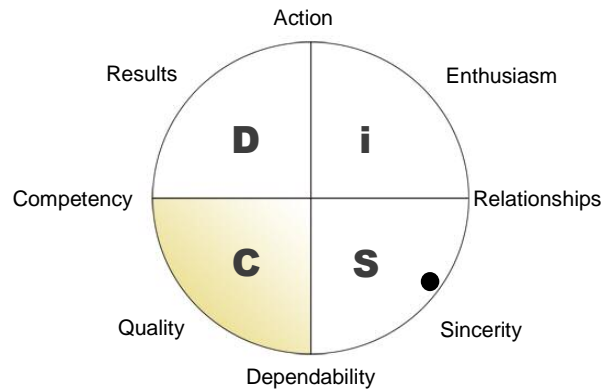 Action
Results
Enthusiasm
D
i
Competency
Relationships
C
S
Quality
Sincerity
Dependability